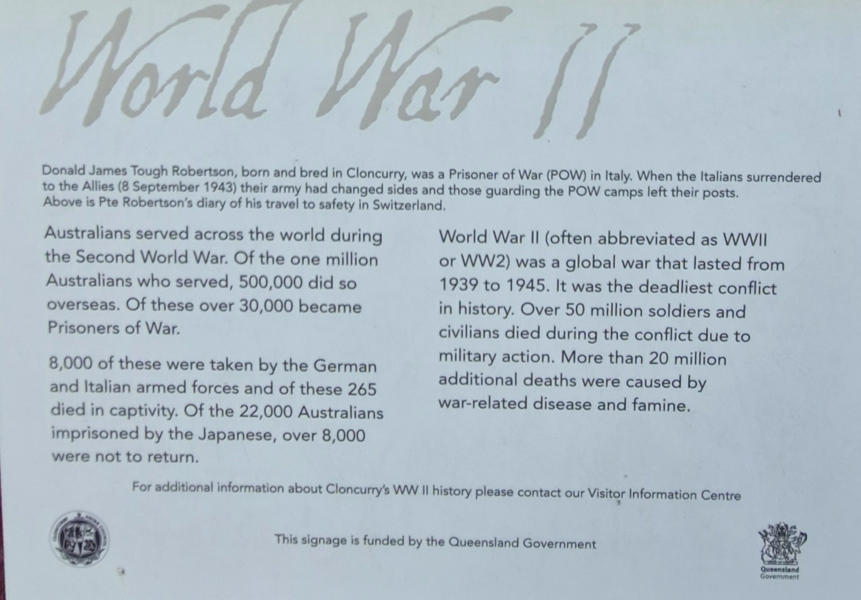 World War II
Donald James Tough Robertson, born and bred in Cloncurry, was a Prisoner of War (POW) in Italy. When the Italians surrendered
to the Allies (8 September 1943) their army had changed sides and those guarding the POW camps left their posts.
Above is Pte Robertson's diary of his travel to safety in Switzerland.
Australians served across the world during
the Second World War. Of the one million
Australians who served, 500,000 did so
overseas. Of these over 30,000 became
Prisoners of War.
8,000 of these were taken by the German
and Italian armed forces and of these 265
died in captivity. Of the 22,000 Australians
imprisoned by the Japanese, over 8,000
were not to return.
World War II (often abbreviated as WWII
or WW2) was a global war that lasted from
1939 to 1945. It was the deadliest conflict
in history. Over 50 million soldiers and
civilians died during the conflict due to
military action. More than 20 million
additional deaths were caused by
war-related disease and famine.
For additional information about Cloncurry's WW II history please contact our Visitor Information Centre
This signage is funded by the Queensland Government
Queensland
Government